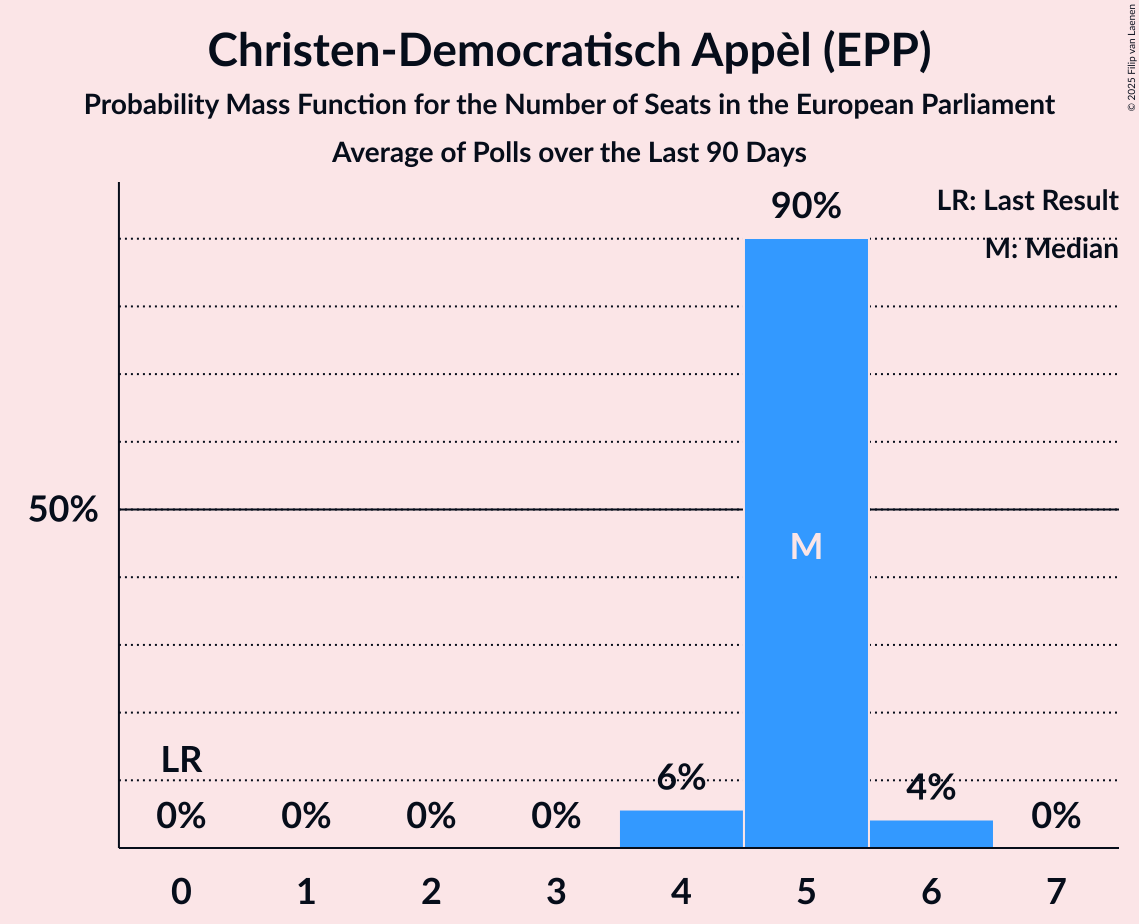 Christen-Democratisch Appèl (EPP)
Probability Mass Function for the Number of Seats in the European Parliament
Average of Polls over the Last 90 Days
© 2025 Filip van Laenen
LR: Last Result
M: Median
90%
50%
M
LR
0% 0% 0% 0% 6% 4% 0%
0 1 2 3 4 5 6 7